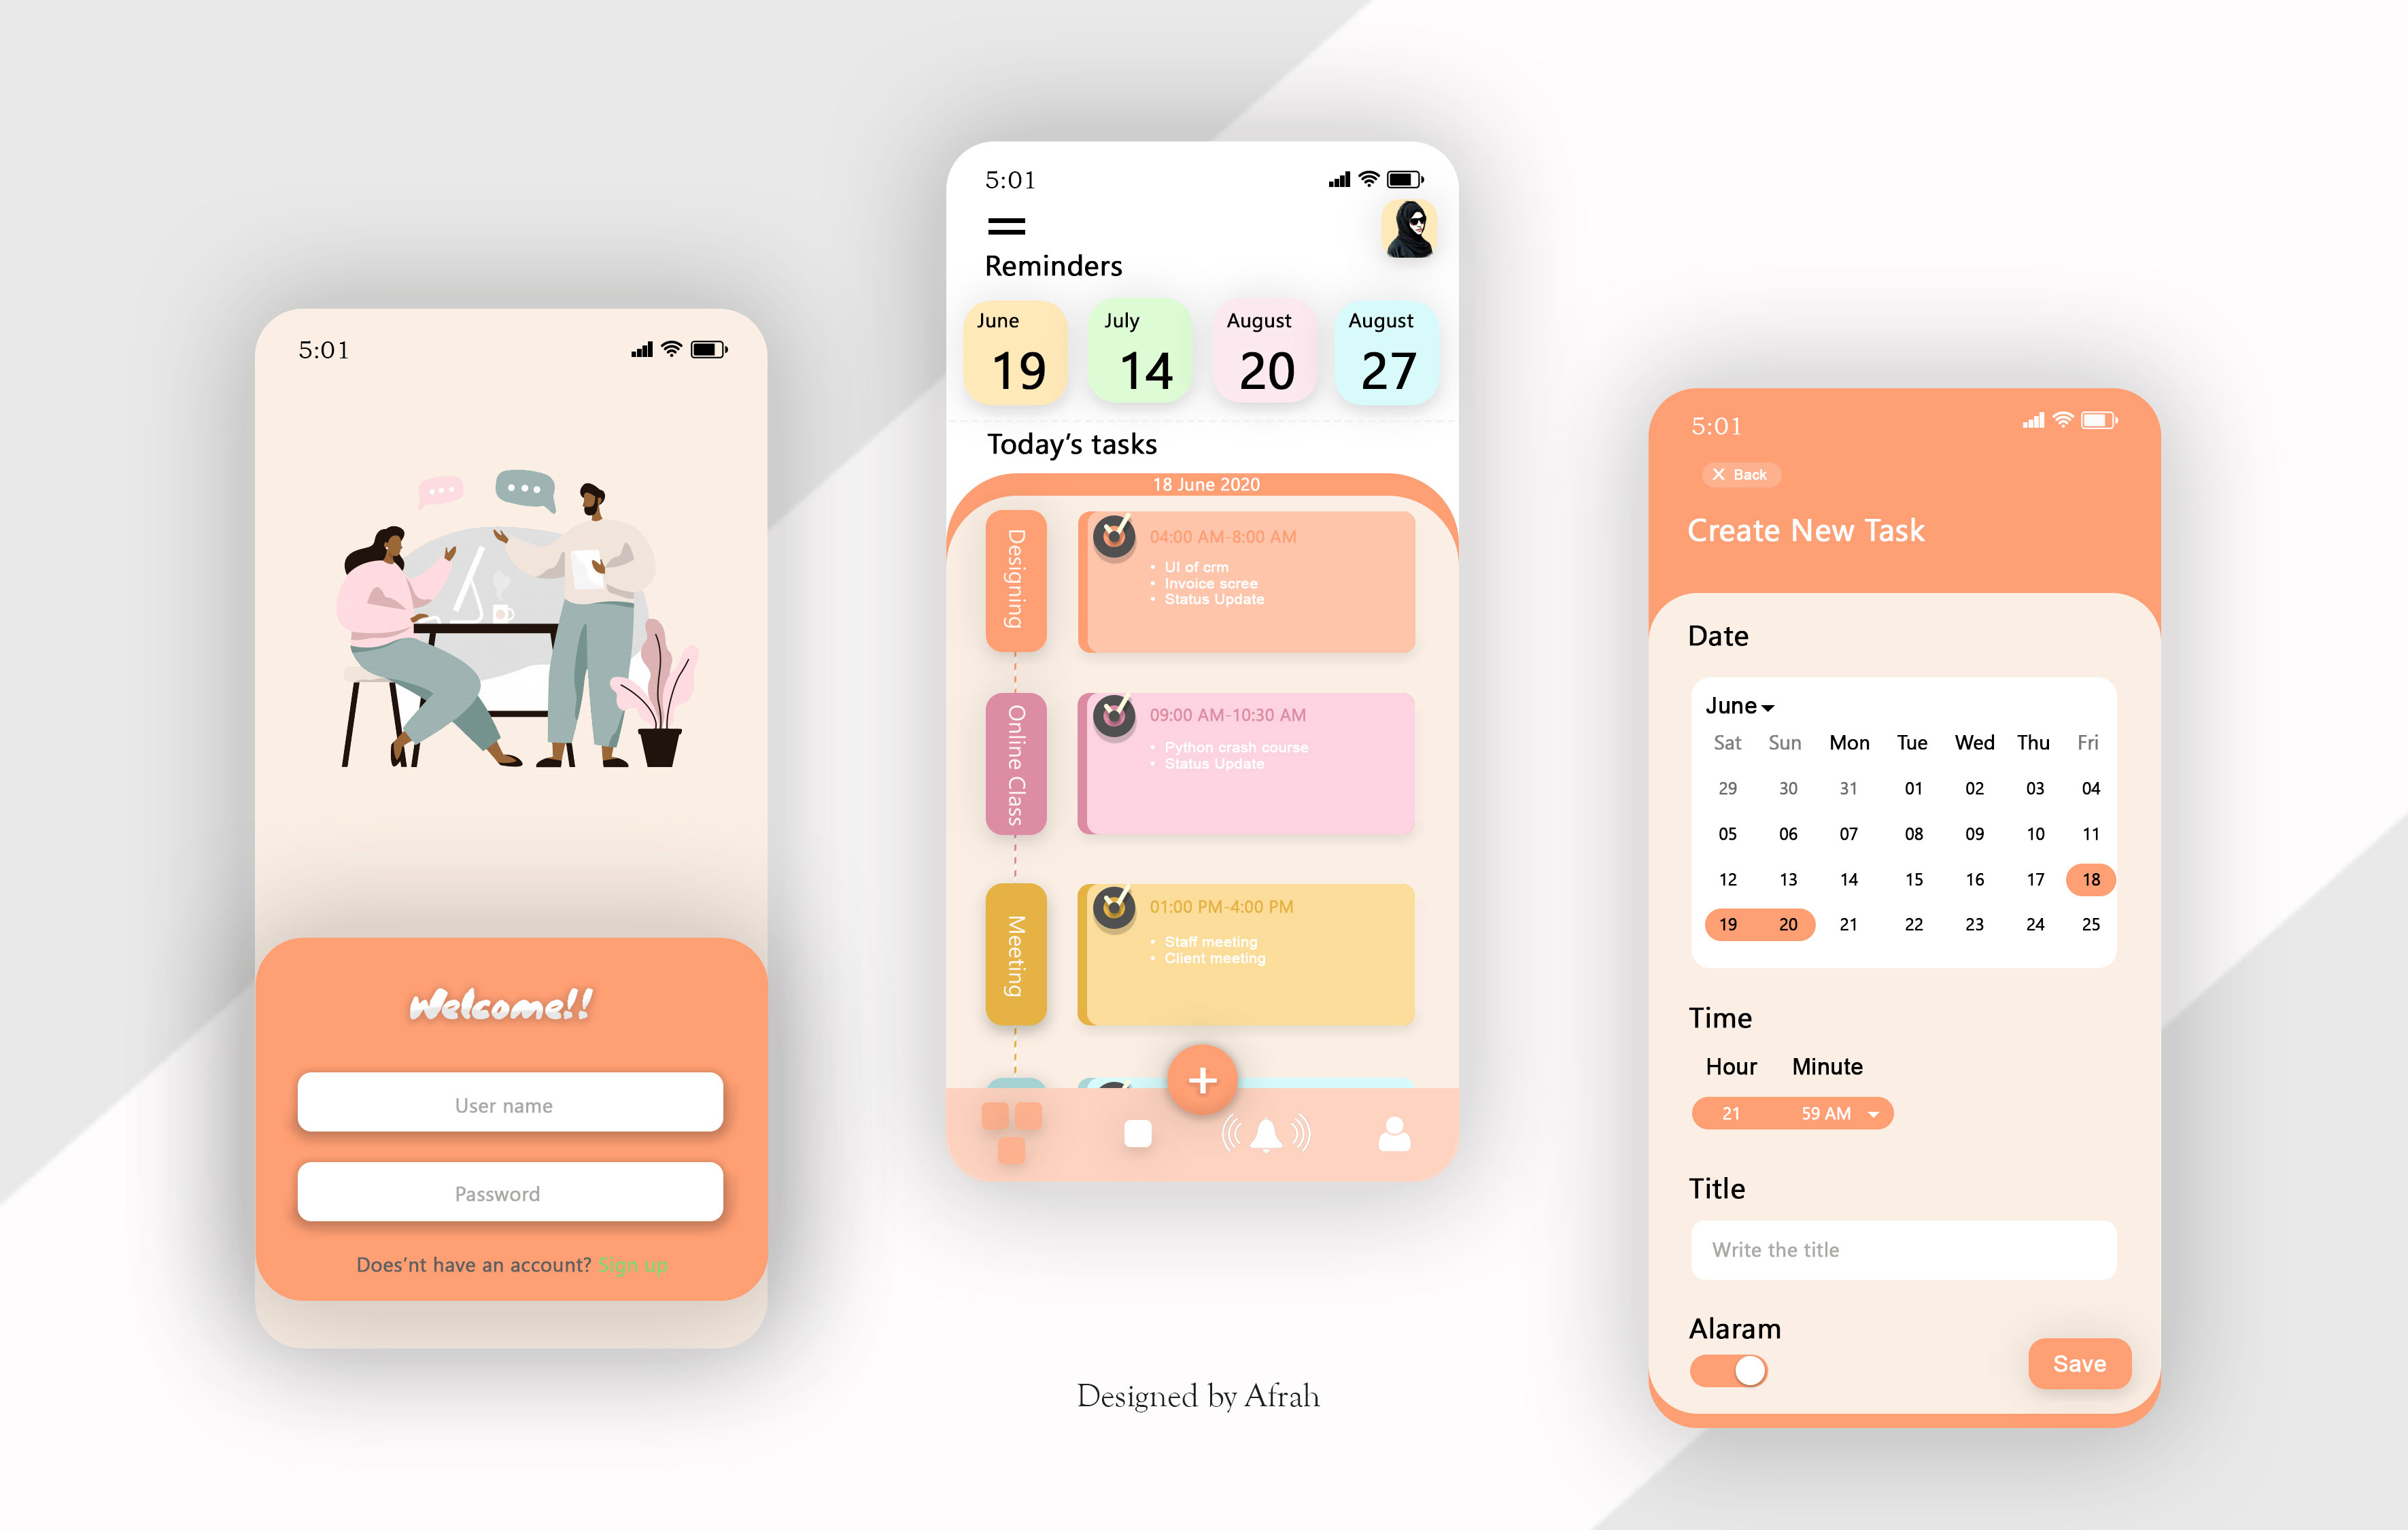 5:01
Welcome!!
User name
Password
Does'nt have an account? Sign up
5:01
Reminders
June
19
July
14
August
20
August
27
Today's tasks
18 June 2020
Designing
04:00 AM-8:00 AM
• UI of crm
• Invoice scree
• Status Update
Online Class
09:00 AM-10:30 AM
• Python crash course
• Status Update
Meeting
01:00 PM-4:00 PM
• Staff meeting
• Client meeting
Designed by Afrah
5:01
Back
Create New Task
Date
June
Sat Sun Mon Tue Wed Thu Fri
29 30 31 01 02 03 04
05 06 07 08 09 10 11
12 13 14 15 16 17 18
19 20 21 22 23 24 25
Time
Hour Minute
21 59 AM
Title
Write the title
Alaram
Save